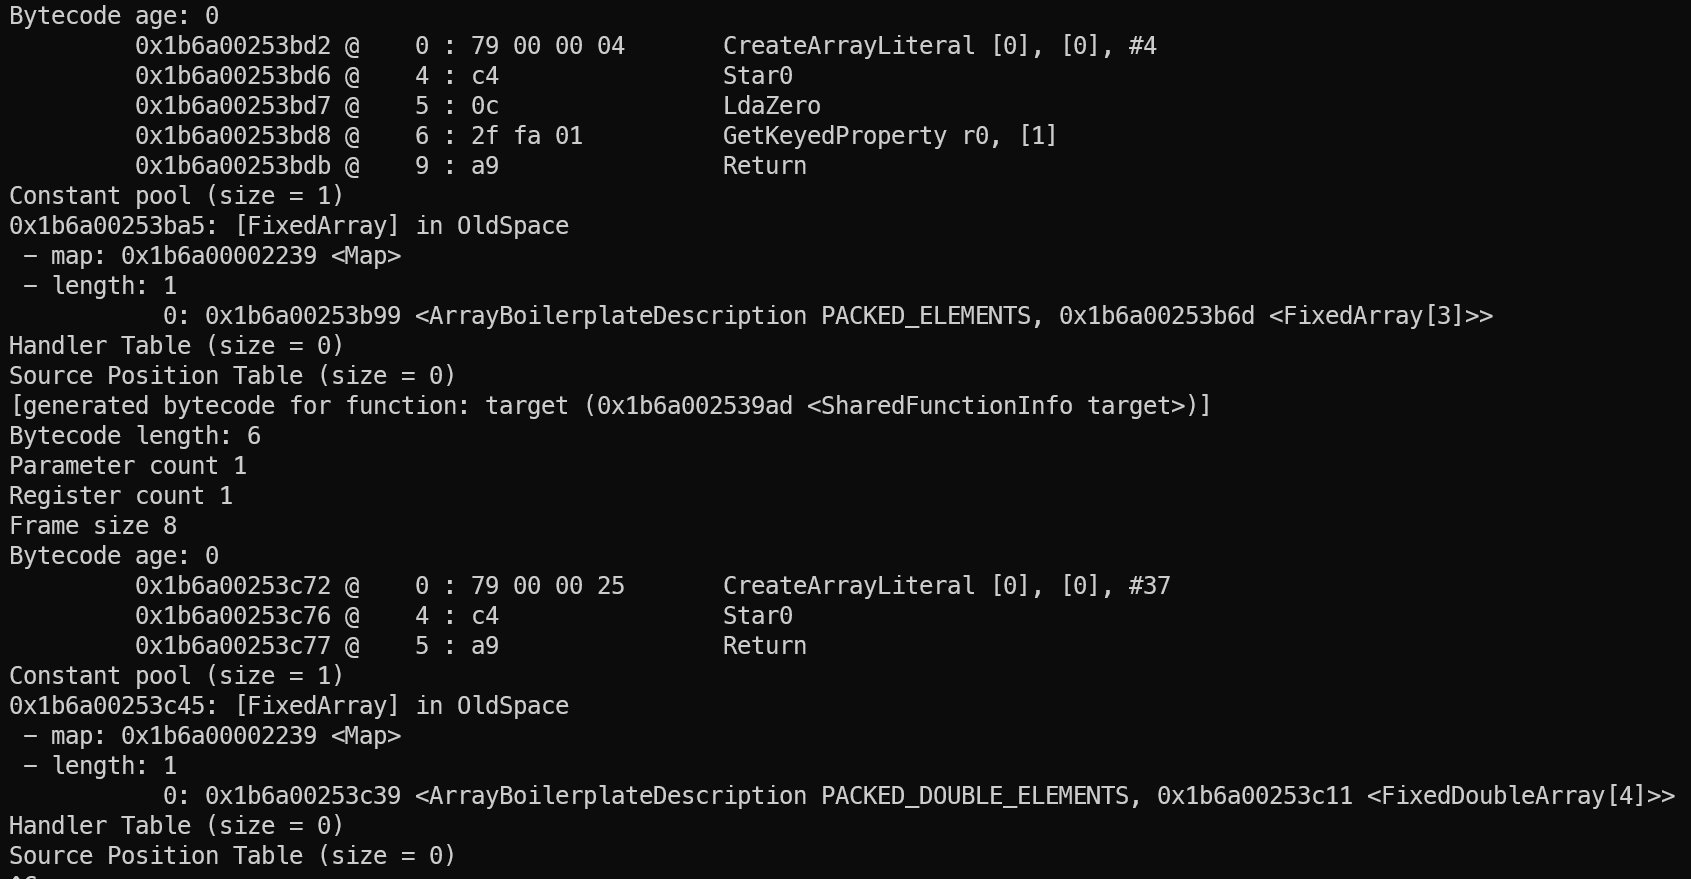 Bytecode age: 0
         0x1b6a00253bd2 @    0 : 79 00 00 04       CreateArrayLiteral [0], [0], #4
         0x1b6a00253bd6 @    4 : c4                Star0
         0x1b6a00253bd7 @    5 : 0c                LdaZero
         0x1b6a00253bd8 @    6 : 2f fa 01          GetKeyedProperty r0, [1]
         0x1b6a00253bdb @    9 : a9                Return
Constant pool (size = 1)
0x1b6a00253ba5: [FixedArray] in OldSpace
 - map: 0x1b6a00002239 <Map>
 - length: 1
           0: 0x1b6a00253b99 <ArrayBoilerplateDescription PACKED_ELEMENTS, 0x1b6a00253b6d <FixedArray[3]>>
Handler Table (size = 0)
Source Position Table (size = 0)
[generated bytecode for function: target (0x1b6a002539ad <SharedFunctionInfo target>)]
Bytecode length: 6
Parameter count 1
Register count 1
Frame size 8
Bytecode age: 0
         0x1b6a00253c72 @    0 : 79 00 00 25       CreateArrayLiteral [0], [0], #37
         0x1b6a00253c76 @    4 : c4                Star0
         0x1b6a00253c77 @    5 : a9                Return
Constant pool (size = 1)
0x1b6a00253c45: [FixedArray] in OldSpace
 - map: 0x1b6a00002239 <Map>
 - length: 1
           0: 0x1b6a00253c39 <ArrayBoilerplateDescription PACKED_DOUBLE_ELEMENTS, 0x1b6a00253c11 <FixedDoubleArray[4]>>
Handler Table (size = 0)
Source Position Table (size = 0)